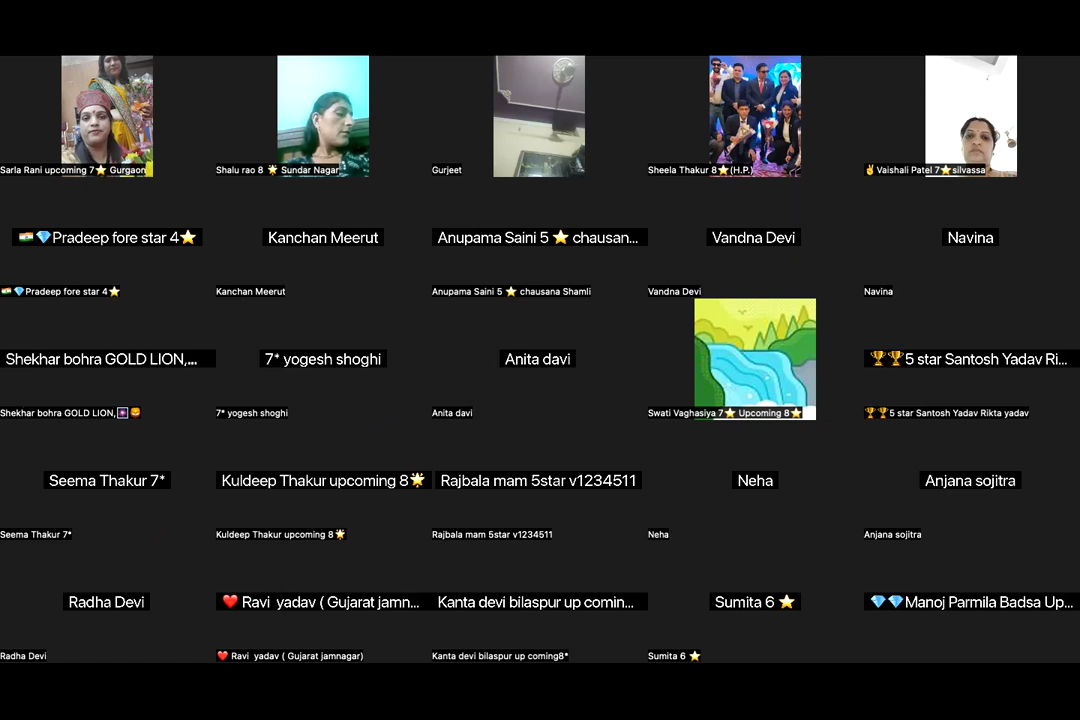 Sarla Rani upcoming 7⭐ Gurgaon
Shalu rao 8 🌟 Sundar Nagar
Gurjeet
Sheela Thakur 8⭐(H.P.)
✌Vaishali Patel 7⭐silvassa
🇮🇳💎Pradeep fore star 4⭐
Kanchan Meerut
Anupama Saini 5 ⭐ chausan...
Vandna Devi
Navina
🇮🇳💎Pradeep fore star 4⭐
Kanchan Meerut
Anupama Saini 5 ⭐ chausana Shamli
Vandna Devi
Navina
Shekhar bohra GOLD LION,...
7* yogesh shoghi
Anita davi
🏆🏆5 star Santosh Yadav Ri...
Shekhar bohra GOLD LION,🎆🦁
7* yogesh shoghi
Anita davi
Swati Vaghasiya 7⭐ Upcoming 8⭐
🏆🏆5 star Santosh Yadav Rikta yadav
Seema Thakur 7*
Kuldeep Thakur upcoming 8🌟
Rajbala mam 5star v1234511
Neha
Anjana sojitra
Seema Thakur 7*
Kuldeep Thakur upcoming 8🌟
Rajbala mam 5star v1234511
Neha
Anjana sojitra
Radha Devi
❤️ Ravi  yadav ( Gujarat jamn...
Kanta devi bilaspur up comin...
Sumita 6 ⭐
💎💎Manoj Parmila Badsa Up...
Radha Devi
❤️ Ravi  yadav ( Gujarat jamnagar)
Kanta devi bilaspur up coming8*
Sumita 6 ⭐